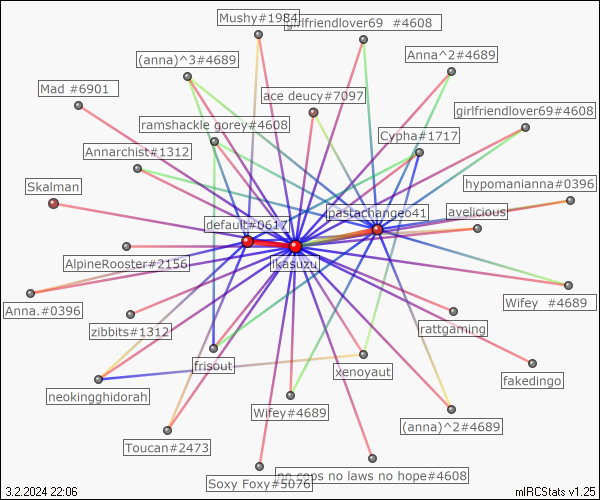 Mushy#1984
girlfriendlover69 #4608
(anna)^3#4689
Anna^2#4689
Mad #6901
ace deucy#7097
girlfriendlover69#4608
ramshackle gorey#4608
Cypha#1717
Annarchist#1312
Skalman
hypomanianna#0396
pastachange041
avelicious
default#0617
likasuzu
AlpineRooster#2156
Anna.#0396
Wifey #4689
zibbits#1312
rattgaming
frisout
xenoyaut
fakedingo
neokingghidorah
Wifey#4689
(anna)^2#4689
Toucan#2473
no cops no laws no hope#4608
Soxy Foxy#5076
3.2.2024 22:06
mIRCStats v1.25